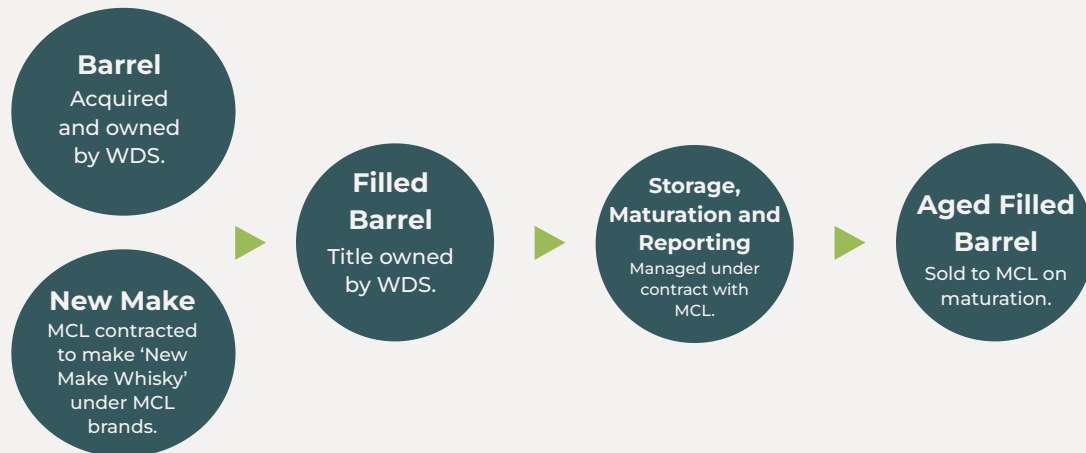 Barrel
Acquired
and owned
by WDS.
New Make
MCL contracted
to make ‘New
Make Whisky’
under MCL
brands.
Filled
Barrel
Title owned
by WDS.
Storage,
Maturation and
Reporting
Managed under
contract with
MCL.
Aged Filled
Barrel
Sold to MCL on
maturation.